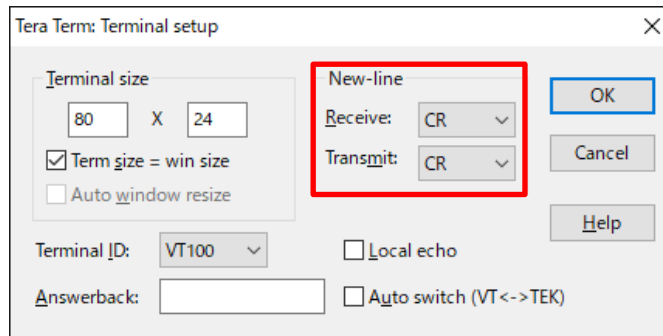 Tera Term: Terminal setup
Terminal size
80 X 24
Term size = win size
Auto window resize
New-line
Receive: CR
Transmit: CR
OK
Cancel
Help
Terminal ID: VT100
Local echo
Answerback:
Auto switch (VT<->TEK)